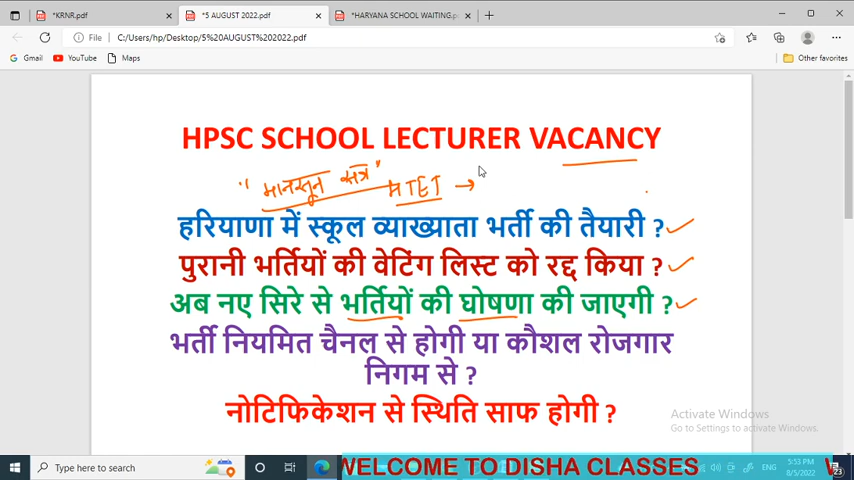 *KRNR.pdf
*5 AUGUST 2022.pdf
*HARYANA SCHOOL WAITING.p
File
C:/Users/hp/Desktop/5%20AUGUST%202022.pdf
Gmail
YouTube
Maps
Other favorites
HPSC SCHOOL LECTURER VACANCY
"मानसून सत्र"
HTET →
हरियाणा में स्कूल व्याख्याता भर्ती की तैयारी ?
पुरानी भर्तियों की वेटिंग लिस्ट को रद्द किया ?
अब नए सिरे से भर्तियों की घोषणा की जाएगी ?
भर्ती नियमित चैनल से होगी या कौशल रोजगार
निगम से ?
नोटिफिकेशन से स्थिति साफ होगी ?
Activate Windows
Go to Settings to activate Windows.
Type here to search
WELCOME TO DISHA CLASSES
W
ENG
5:53 PM
8/5/2022
23